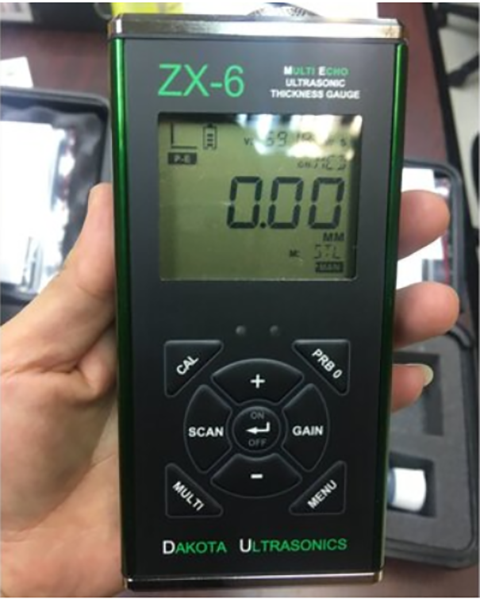 ZX-6
MULTI ECHO
ULTRASONIC
THICKNESS GAUGE
P-E
0.00
MM
M: STL
CAL
PRB 0
+
SCAN
ON
OFF
GAIN
-
MULTI
MENU
DAKOTA ULTRASONICS